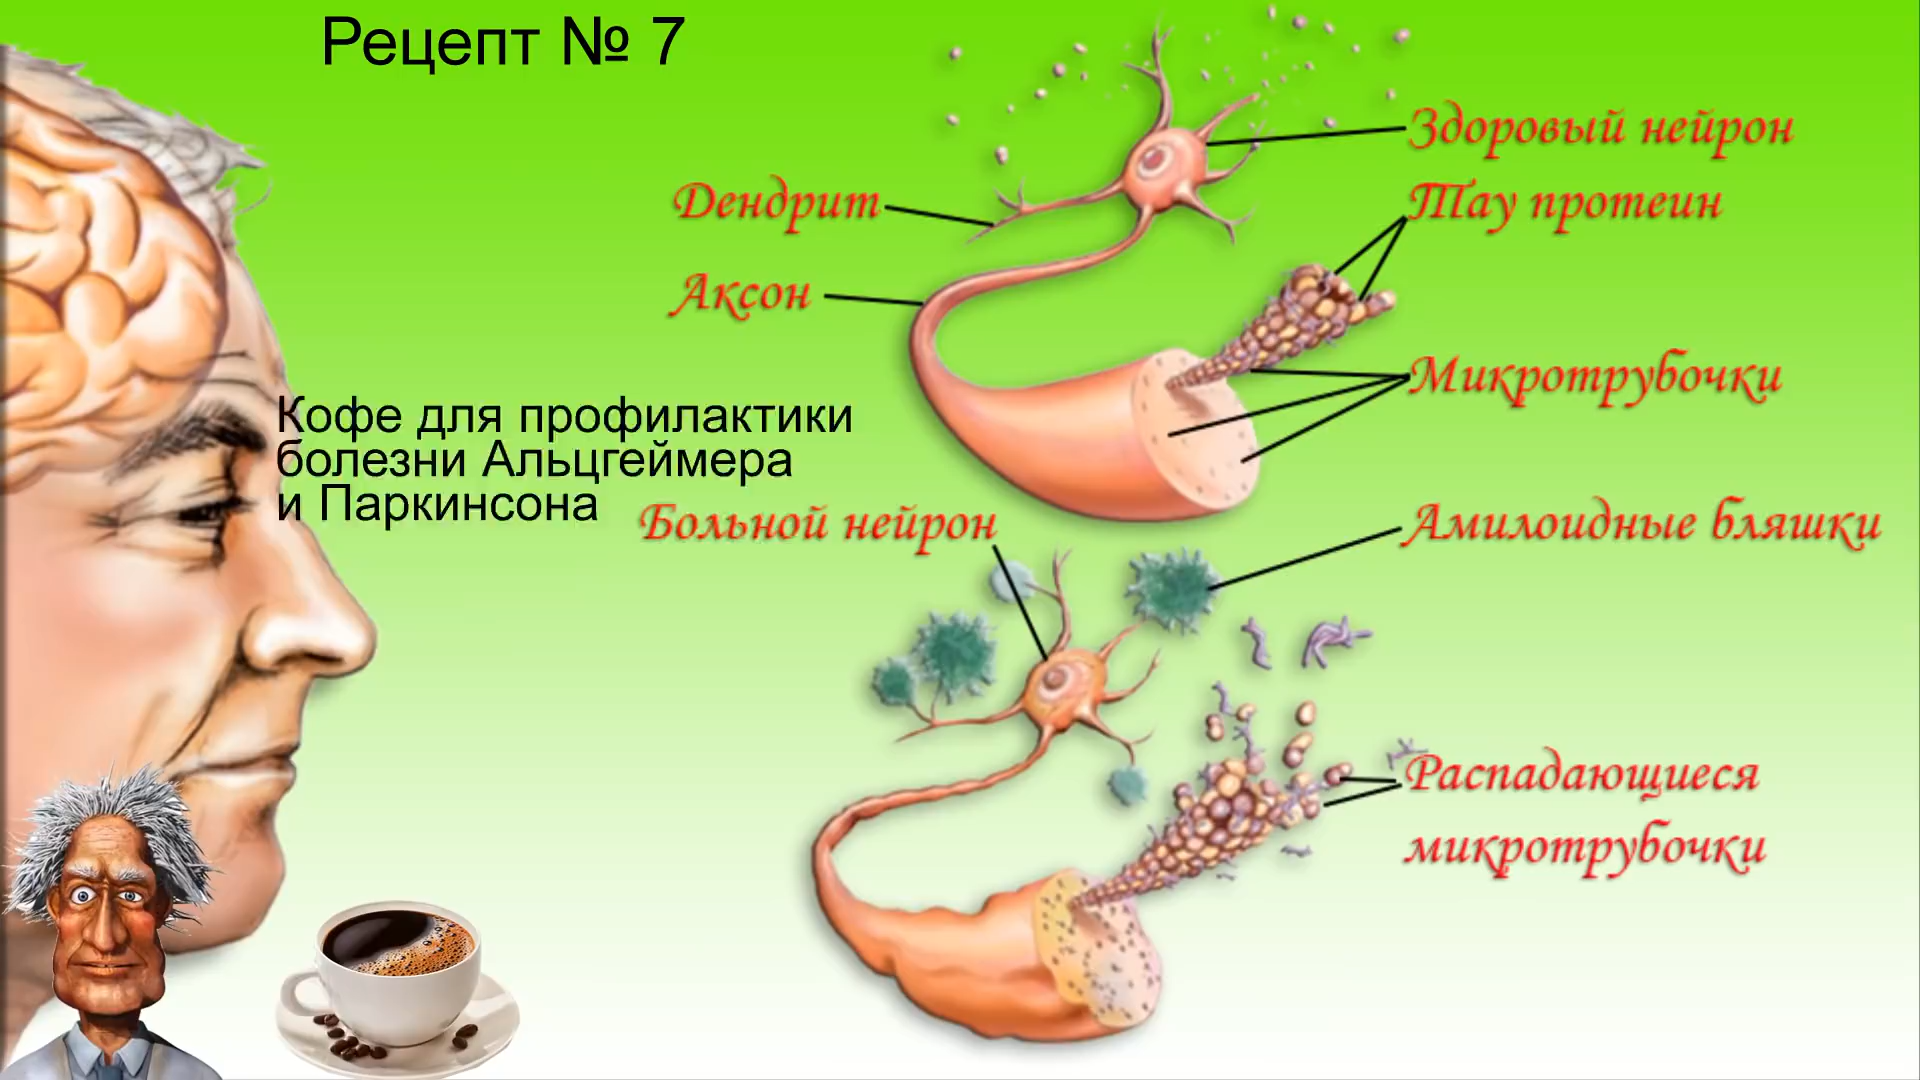 Рецепт № 7
Здоровый нейрон
Дендрит
Тау протеин
Аксон
Микротрубочки
Кофе для профилактики
болезни Альцгеймера
и Паркинсона
Больной нейрон
Амилоидные бляшки
Распадающиеся
микротрубочки